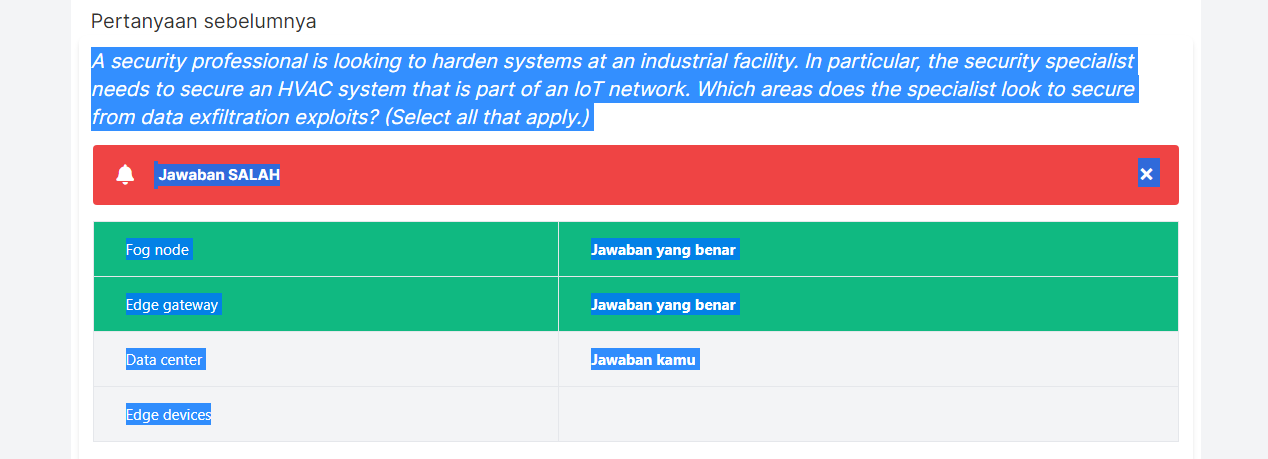 Pertanyaan sebelumnya
A security professional is looking to harden systems at an industrial facility. In particular, the security specialist
needs to secure an HVAC system that is part of an IoT network. Which areas does the specialist look to secure
from data exfiltration exploits? (Select all that apply.)
Jawaban SALAH ×
Fog node Jawaban yang benar
Edge gateway Jawaban yang benar
Data center Jawaban kamu
Edge devices